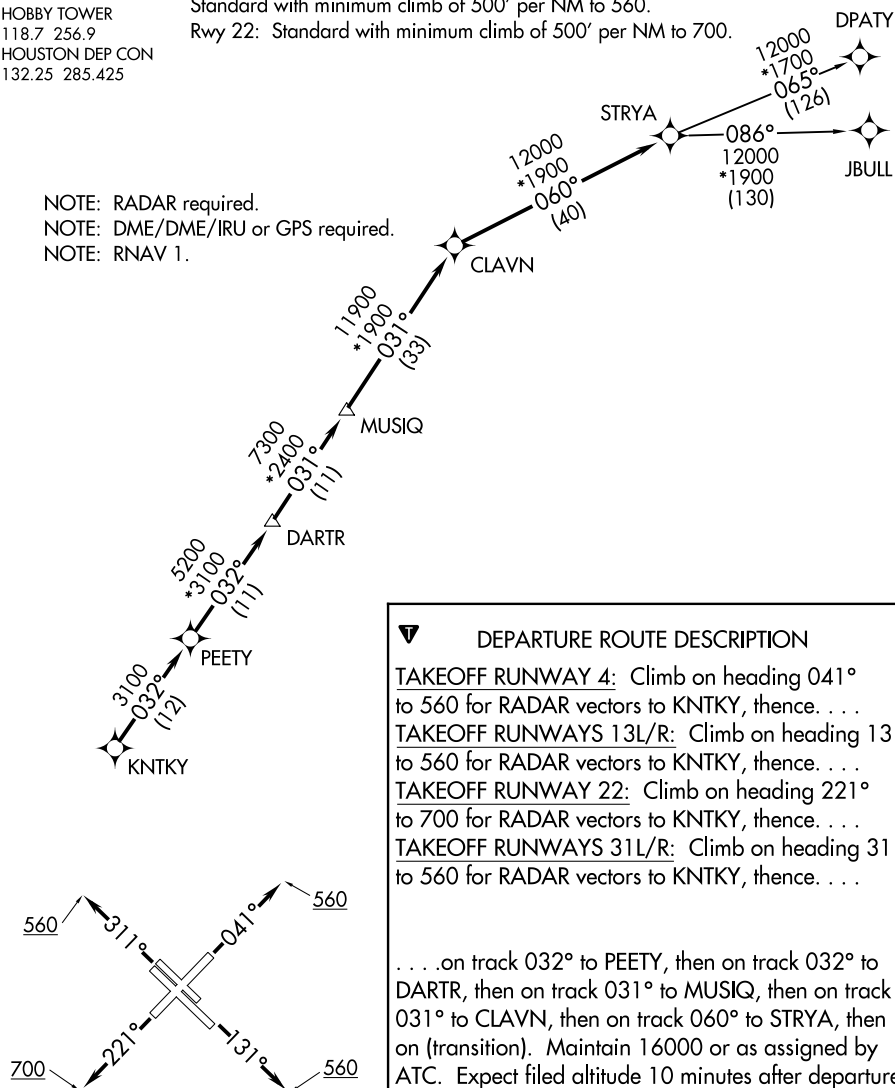 Standard with minimum climb of 500' per NM to 560.
HOBBY TOWER
118.7 256.9
Rwy 22: Standard with minimum climb of 500' per NM to 700.
HOUSTON DEP CON
132.25 285.425
DPATY
12000
*1700
065°
(126)
STRYA
086°
12000
*1900
(130)
JBULL
12000
*1900
060°
(40)
NOTE: RADAR required.
NOTE: DME/DME/IRU or GPS required.
NOTE: RNAV 1.
CLAVN
11900
*1900
031°
(33)
MUSIQ
7300
*2400
031°
(11)
DARTR
5200
*3100
032°
(11)
PEETY
3100
032°
(12)
KNTKY
T
DEPARTURE ROUTE DESCRIPTION
TAKEOFF RUNWAY 4: Climb on heading 041°
to 560 for RADAR vectors to KNTKY, thence. . . .
TAKEOFF RUNWAYS 13L/R: Climb on heading 13
to 560 for RADAR vectors to KNTKY, thence. . . .
TAKEOFF RUNWAY 22: Climb on heading 221°
to 700 for RADAR vectors to KNTKY, thence. . . .
TAKEOFF RUNWAYS 31L/R: Climb on heading 31
to 560 for RADAR vectors to KNTKY, thence. . . .
. . . .on track 032° to PEETY, then on track 032° to
DARTR, then on track 031° to MUSIQ, then on track
031° to CLAVN, then on track 060° to STRYA, then
on (transition). Maintain 16000 or as assigned by
ATC. Expect filed altitude 10 minutes after departure
560
311°
041°
560
221°
131°
700
560